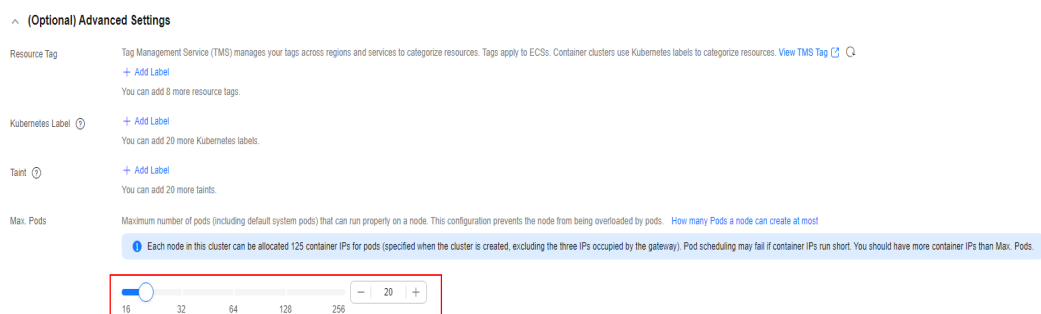 (Optional) Advanced Settings
Resource Tag
Tag Management Service (TMS) manages your tags across regions and services to categorize resources. Tags apply to ECSs. Container clusters use Kubernetes labels to categorize resources. View TMS Tag
+ Add Label
You can add 8 more resource tags.
Kubernetes Label ?
+ Add Label
You can add 20 more Kubernetes labels.
Taint ?
+ Add Label
You can add 20 more taints.
Max. Pods
Maximum number of pods (including default system pods) that can run properly on a node. This configuration prevents the node from being overloaded by pods. How many Pods a node can create at most
Each node in this cluster can be allocated 125 container IPs for pods (specified when the cluster is created, excluding the three IPs occupied by the gateway). Pod scheduling may fail if container IPs run short. You should have more container IPs than Max. Pods.
− 20 +
16 32 64 128 256